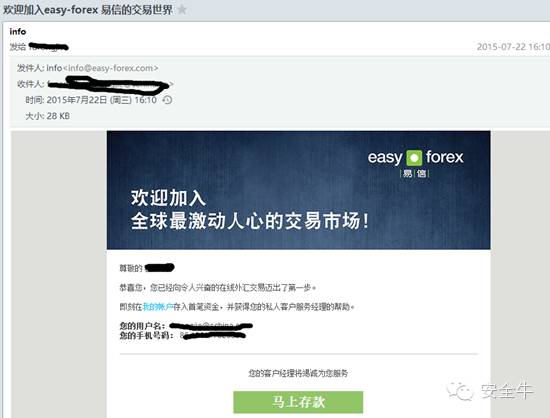 欢迎加入easy-forex 易信的交易世界
info
发给
2015-07-22 16:10
发件人: info<info@easy-forex.com>
收件人:
时间: 2015年7月22日 (周三) 16:10
大小: 28 KB
easy forex
易信
欢迎加入
全球最激动人心的交易市场!
尊敬的
恭喜您，您已经向令人兴奋的在线外汇交易迈出了第一步。
即刻在我的帐户存入首笔资金，并获得您的私人客户服务经理的帮助。
您的用户名:
您的手机号码:
您的客户经理将竭诚为您服务
马上存款
安全牛